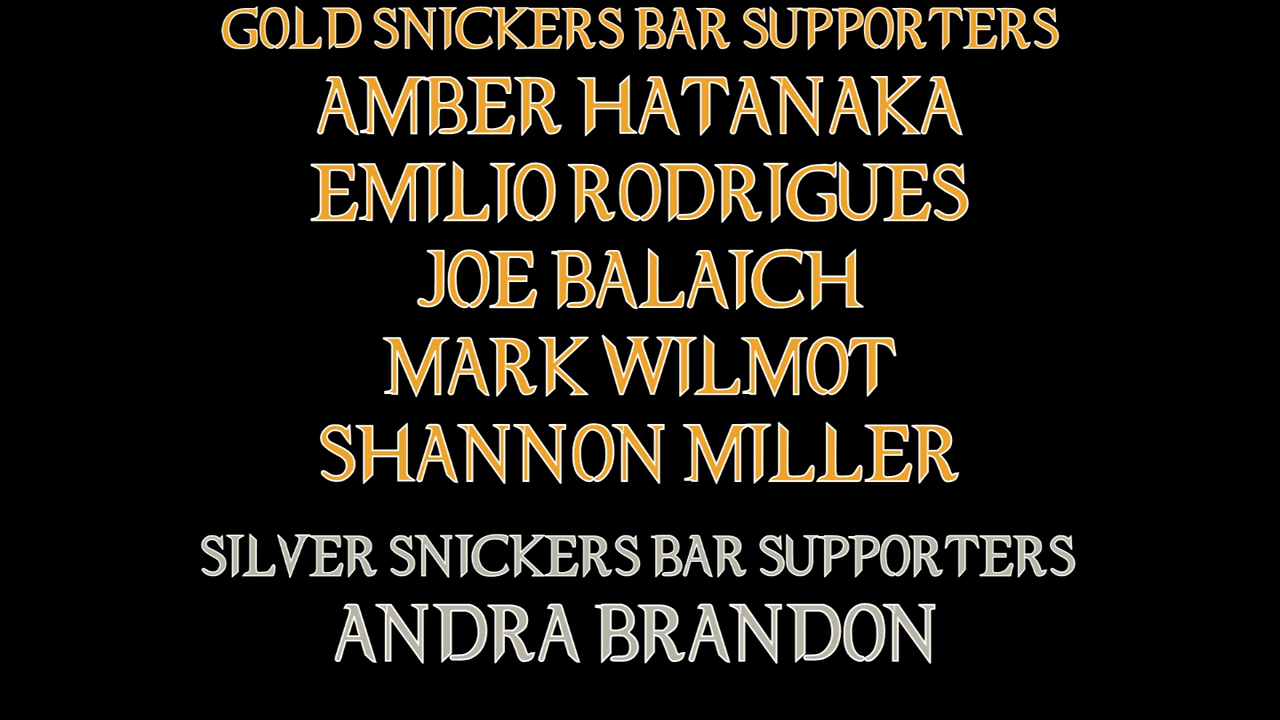 GOLD SNICKERS BAR SUPPORTERS
AMBER HATANAKA
EMILIO RODRIGUES
JOE BALAICH
MARK WILMOT
SHANNON MILLER
SILVER SNICKERS BAR SUPPORTERS
ANDRA BRANDON